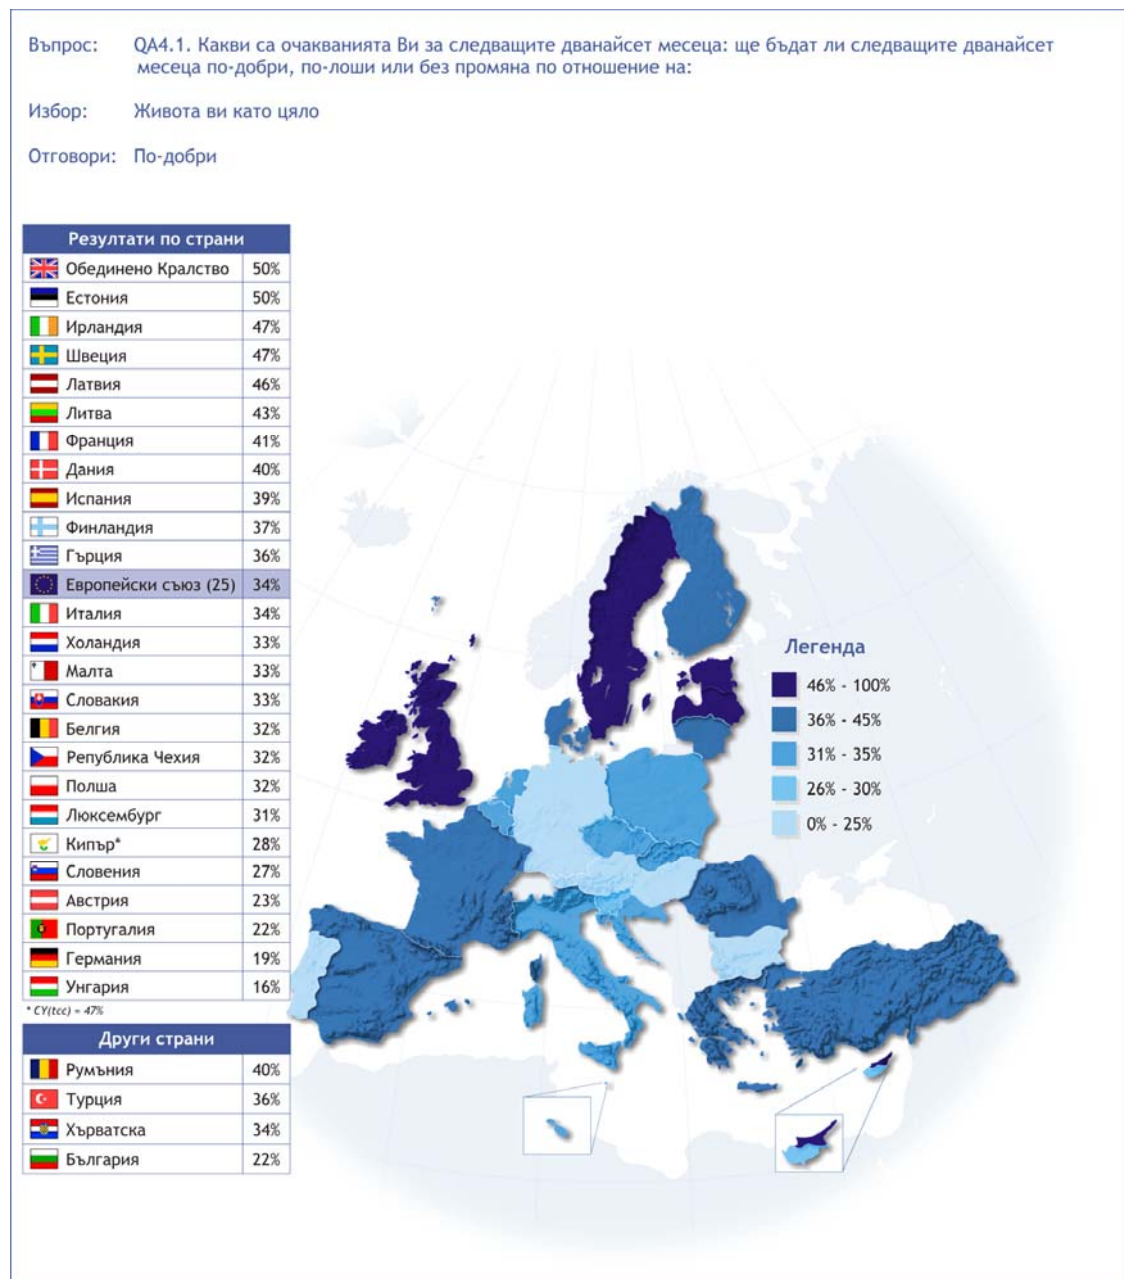 Въпрос: QA4.1. Какви са очакванията Ви за следващите дванайсет месеца: ще бъдат ли следващите дванайсет
месеца по-добри, по-лоши или без промяна по отношение на:
Избор: Живота ви като цяло
Отговори: По-добри
Резултати по страни
Обединено Кралство 50%
Естония 50%
Ирландия 47%
Швеция 47%
Латвия 46%
Литва 43%
Франция 41%
Дания 40%
Испания 39%
Финландия 37%
Гърция 36%
Европейски съюз (25) 34%
Италия 34%
Холандия 33%
Малта 33%
Словакия 33%
Белгия 32%
Република Чехия 32%
Полша 32%
Люксембург 31%
Кипър* 28%
Словения 27%
Австрия 23%
Португалия 22%
Германия 19%
Унгария 16%
* CY(tcc) = 47%
Други страни
Румъния 40%
Турция 36%
Хърватска 34%
България 22%
Легенда
46% - 100%
36% - 45%
31% - 35%
26% - 30%
0% - 25%